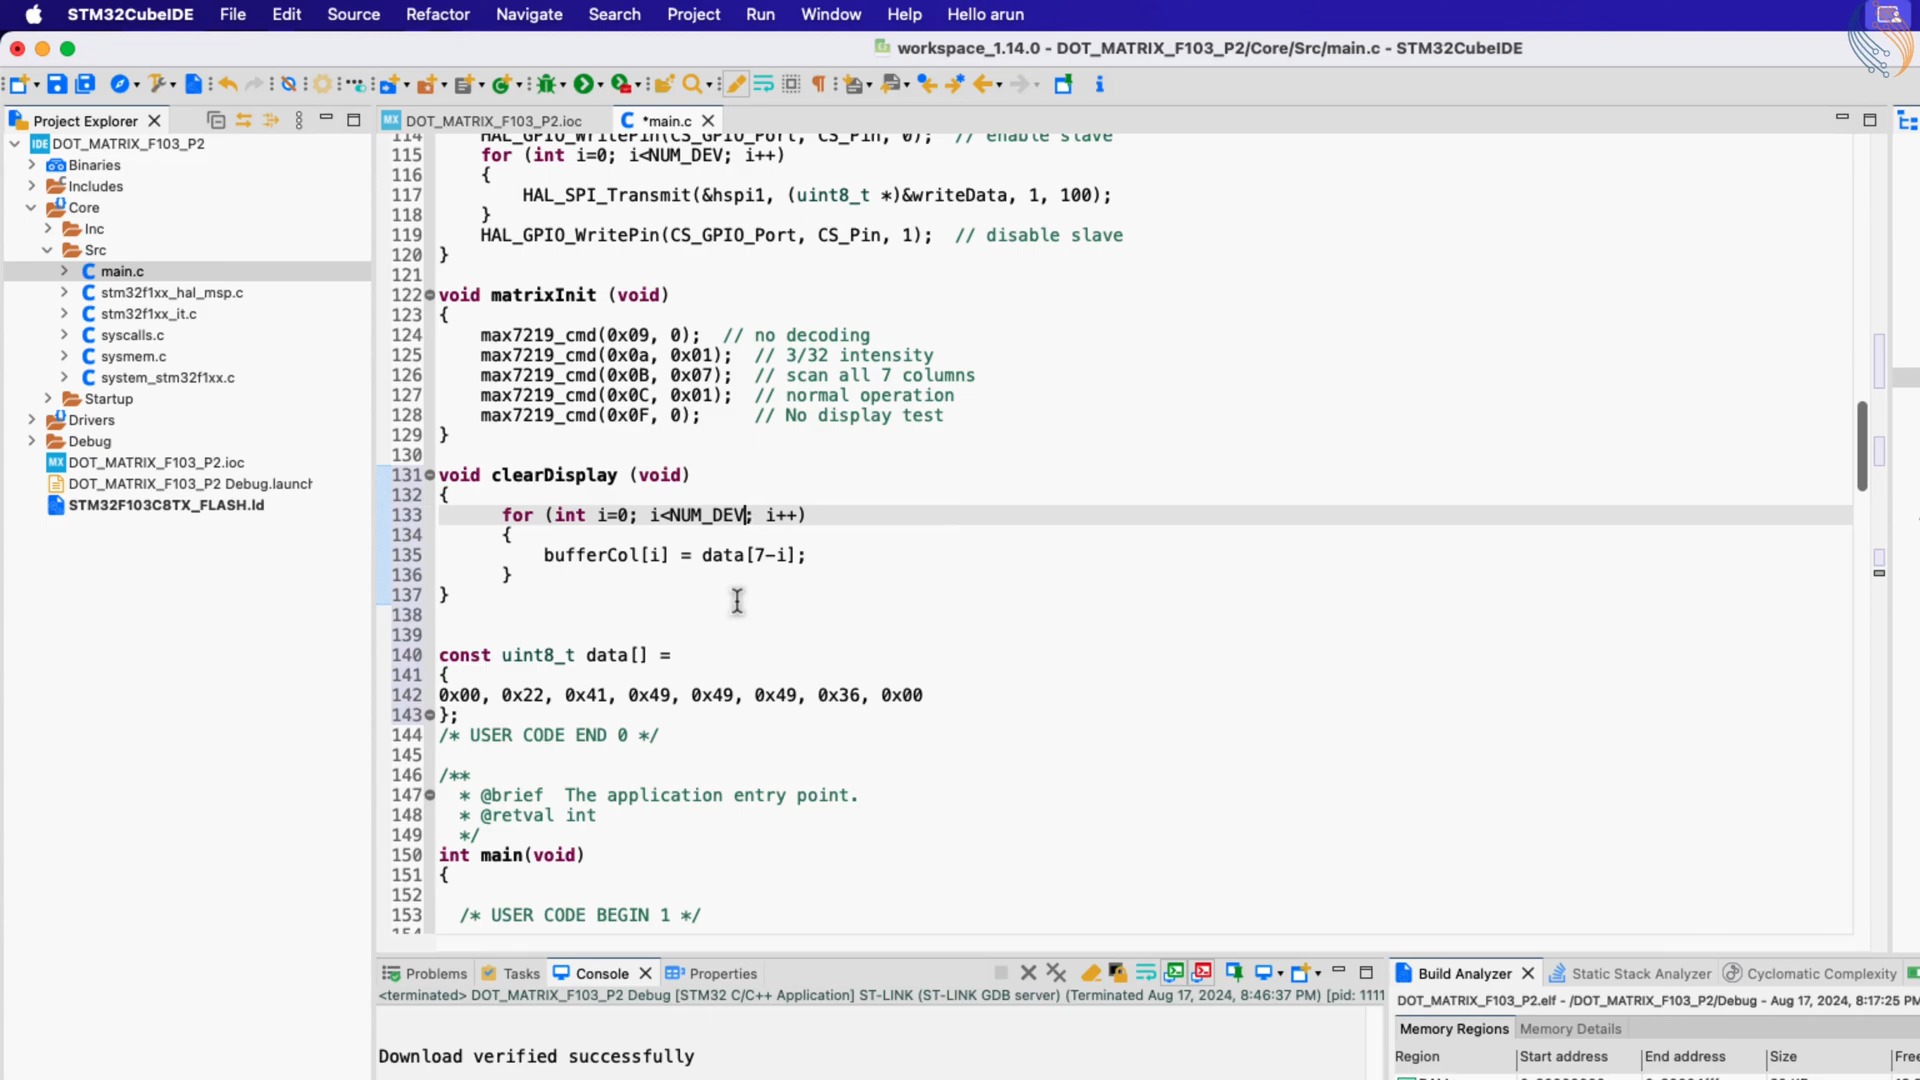 STM32CubeIDE File Edit Source Refactor Navigate Search Project Run Window Help Hello arun
workspace_1.14.0 - DOT_MATRIX_F103_P2/Core/Src/main.c - STM32CubeIDE
Project Explorer
DOT_MATRIX_F103_P2.ioc
*main.c
IDE DOT_MATRIX_F103_P2
Binaries
Includes
Core
Inc
Src
main.c
stm32f1xx_hal_msp.c
stm32f1xx_it.c
syscalls.c
sysmem.c
system_stm32f1xx.c
Startup
Drivers
Debug
MX DOT_MATRIX_F103_P2.ioc
DOT_MATRIX_F103_P2 Debug.launch
STM32F103C8TX_FLASH.ld
114 HAL_GPIO_WritePin(CS_GPIO_Port, CS_Pin, 0); // enable slave
115 for (int i=0; i<NUM_DEV; i++)
116 {
117 HAL_SPI_Transmit(&hspi1, (uint8_t *)&writeData, 1, 100);
118 }
119 HAL_GPIO_WritePin(CS_GPIO_Port, CS_Pin, 1); // disable slave
120 }
121
122 void matrixInit (void)
123 {
124 max7219_cmd(0x09, 0); // no decoding
125 max7219_cmd(0x0a, 0x01); // 3/32 intensity
126 max7219_cmd(0x0B, 0x07); // scan all 7 columns
127 max7219_cmd(0x0C, 0x01); // normal operation
128 max7219_cmd(0x0F, 0); // No display test
129 }
130
131 void clearDisplay (void)
132 {
133 for (int i=0; i<NUM_DEV; i++)
134 {
135 bufferCol[i] = data[7-i];
136 }
137 }
138
139
140 const uint8_t data[] =
141 {
142 0x00, 0x22, 0x41, 0x49, 0x49, 0x49, 0x36, 0x00
143 };
144 /* USER CODE END 0 */
145
146 /**
147 * @brief The application entry point.
148 * @retval int
149 */
150 int main(void)
151 {
152
153 /* USER CODE BEGIN 1 */
154
Problems Tasks Console Properties
<terminated> DOT_MATRIX_F103_P2 Debug [STM32 C/C++ Application] ST-LINK (ST-LINK GDB server) (Terminated Aug 17, 2024, 8:46:37 PM) [pid: 1111
Download verified successfully
Build Analyzer Static Stack Analyzer Cyclomatic Complexity
DOT_MATRIX_F103_P2.elf - /DOT_MATRIX_F103_P2/Debug - Aug 17, 2024, 8:17:25 PM
Memory Regions Memory Details
Region Start address End address Size Free